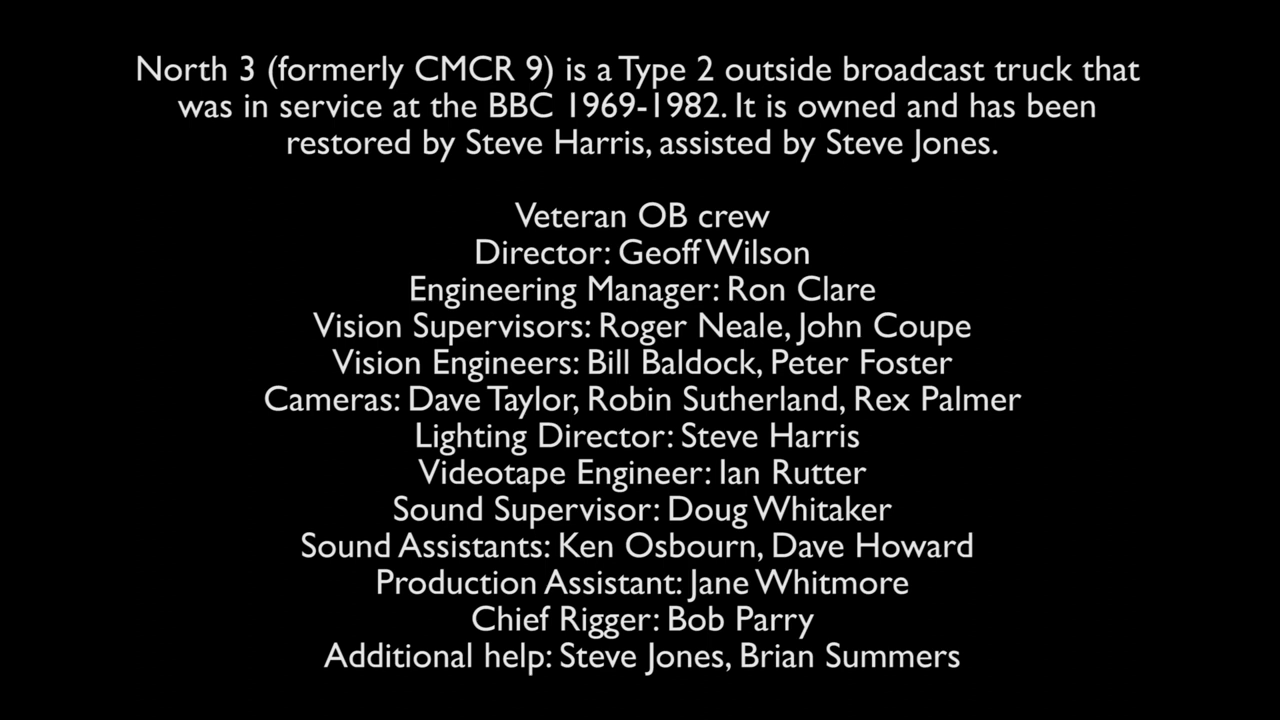 North 3 (formerly CMCR 9) is a Type 2 outside broadcast truck that
was in service at the BBC 1969-1982. It is owned and has been
restored by Steve Harris, assisted by Steve Jones.
Veteran OB crew
Director: Geoff Wilson
Engineering Manager: Ron Clare
Vision Supervisors: Roger Neale, John Coupe
Vision Engineers: Bill Baldock, Peter Foster
Cameras: Dave Taylor, Robin Sutherland, Rex Palmer
Lighting Director: Steve Harris
Videotape Engineer: Ian Rutter
Sound Supervisor: Doug Whitaker
Sound Assistants: Ken Osbourn, Dave Howard
Production Assistant: Jane Whitmore
Chief Rigger: Bob Parry
Additional help: Steve Jones, Brian Summers